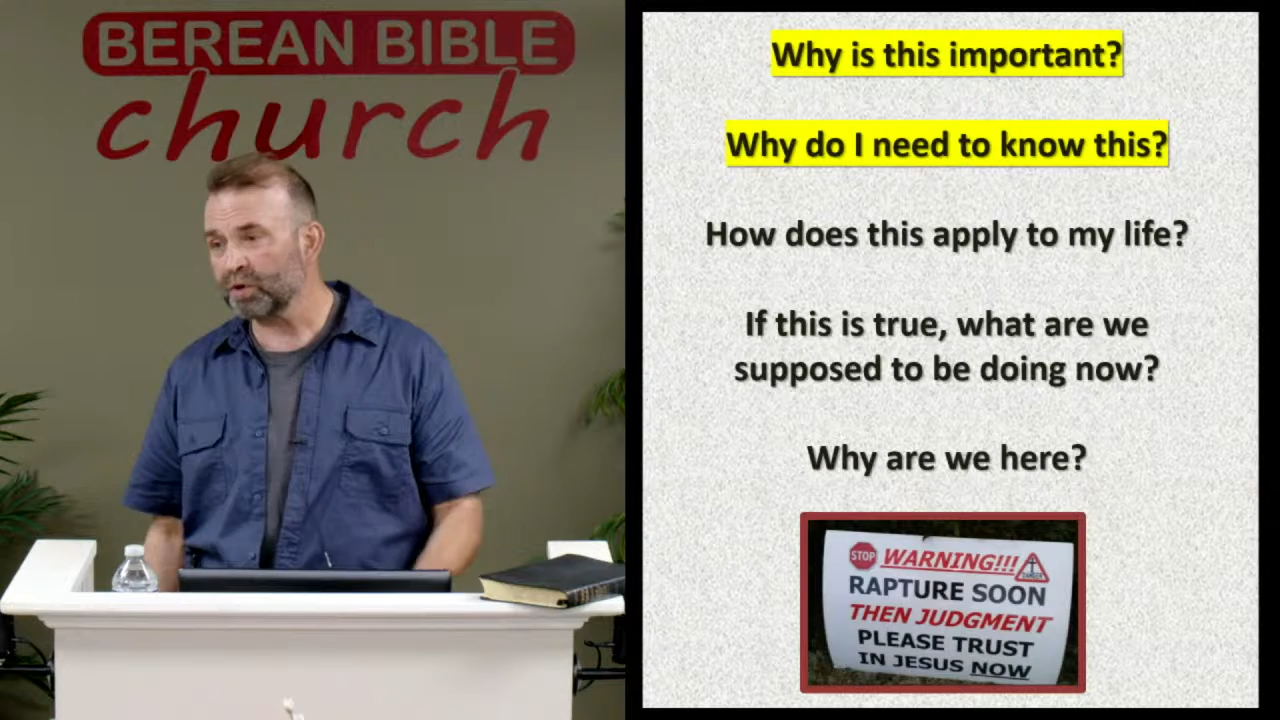 BEREAN BIBLE
church
Why is this important?
Why do I need to know this?
How does this apply to my life?
If this is true, what are we
supposed to be doing now?
Why are we here?
STOP WARNING!!! DANGER
RAPTURE SOON
THEN JUDGMENT
PLEASE TRUST
IN JESUS NOW